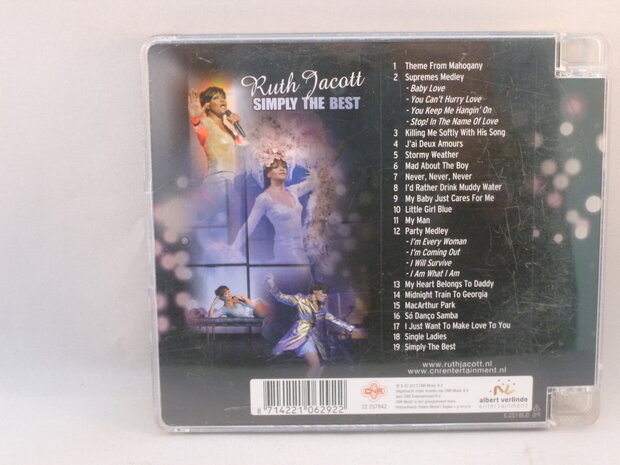 Ruth Jacott
SIMPLY THE BEST
1 Theme From Mahogany
2 Supremes Medley
- Baby Love
- You Can't Hurry Love
- You Keep Me Hangin' On
- Stop! In The Name Of Love
3 Killing Me Softly With His Song
4 J'ai Deux Amours
5 Stormy Weather
6 Mad About The Boy
7 Never, Never, Never
8 I'd Rather Drink Muddy Water
9 My Baby Just Cares For Me
10 Little Girl Blue
11 My Man
12 Party Medley
- I'm Every Woman
- I'm Coming Out
- I Will Survive
- I Am What I Am
13 My Heart Belongs To Daddy
14 Midnight Train To Georgia
15 MacArthur Park
16 Só Danço Samba
17 I Just Want To Make Love To You
18 Single Ladies
19 Simply The Best
www.ruthjacott.nl
www.cnrentertainment.nl
8 714221 062922
CNR
22 257842
albert verlinde
entertainment